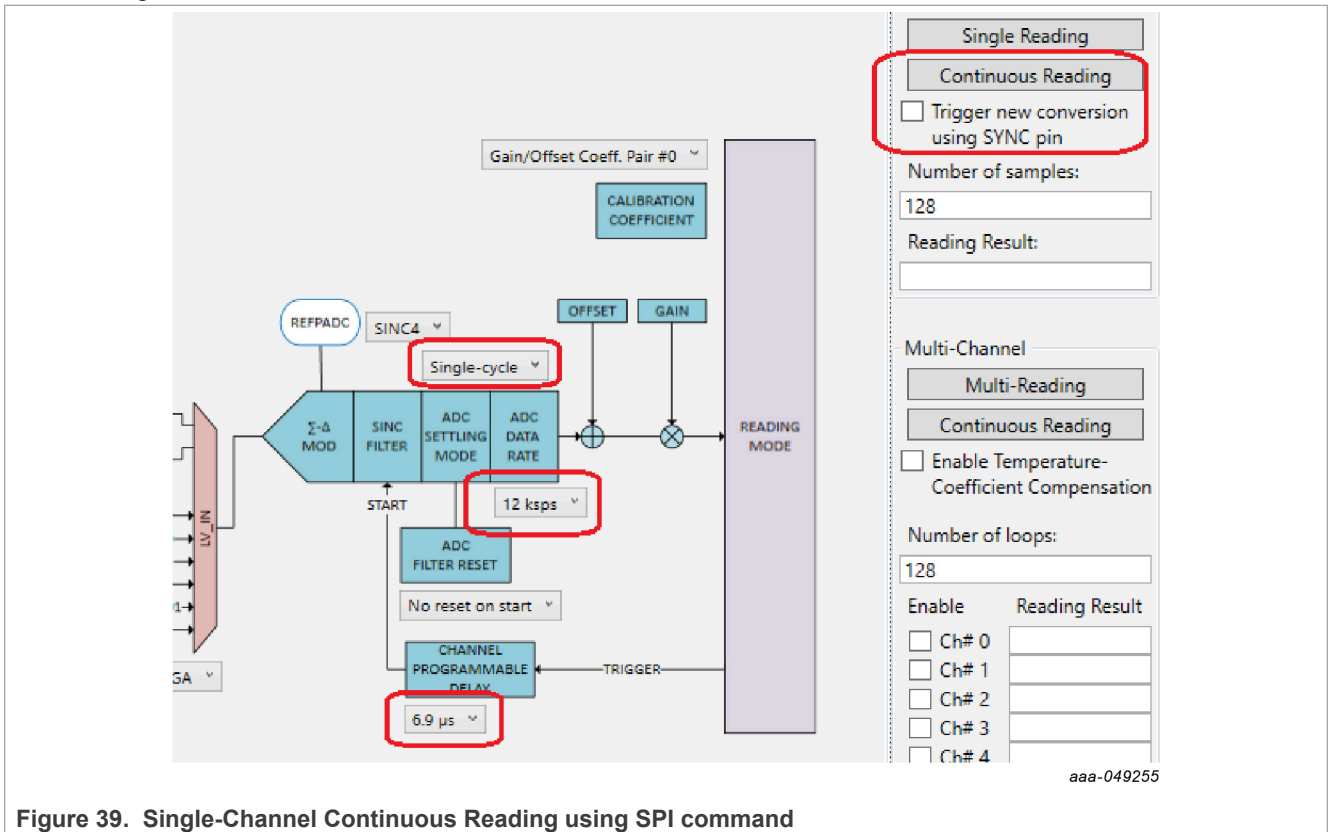 Single Reading
Continuous Reading
Trigger new conversion
using SYNC pin
Number of samples:
128
Reading Result:
Gain/Offset Coeff. Pair #0
CALIBRATION
COEFFICIENT
REFPADC
SINC4
Single-cycle
OFFSET
GAIN
Σ-Δ
MOD
SINC
FILTER
ADC
SETTLING
MODE
ADC
DATA
RATE
READING
MODE
START
12 ksps
LV_IN
ADC
FILTER RESET
No reset on start
CHANNEL
PROGRAMMABLE
DELAY
TRIGGER
6.9 µs
1
GA
Multi-Channel
Multi-Reading
Continuous Reading
Enable Temperature-
Coefficient Compensation
Number of loops:
128
Enable Reading Result
Ch# 0
Ch# 1
Ch# 2
Ch# 3
Ch# 4
aaa-049255
Figure 39. Single-Channel Continuous Reading using SPI command